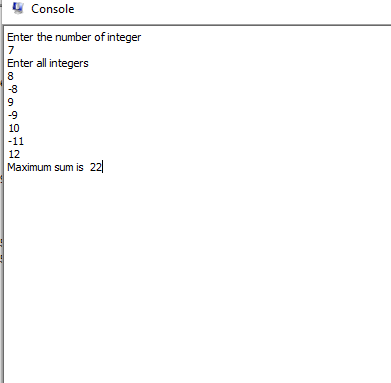 Console
Enter the number of integer
7
Enter all integers
8
-8
9
-9
10
-11
12
Maximum sum is  22